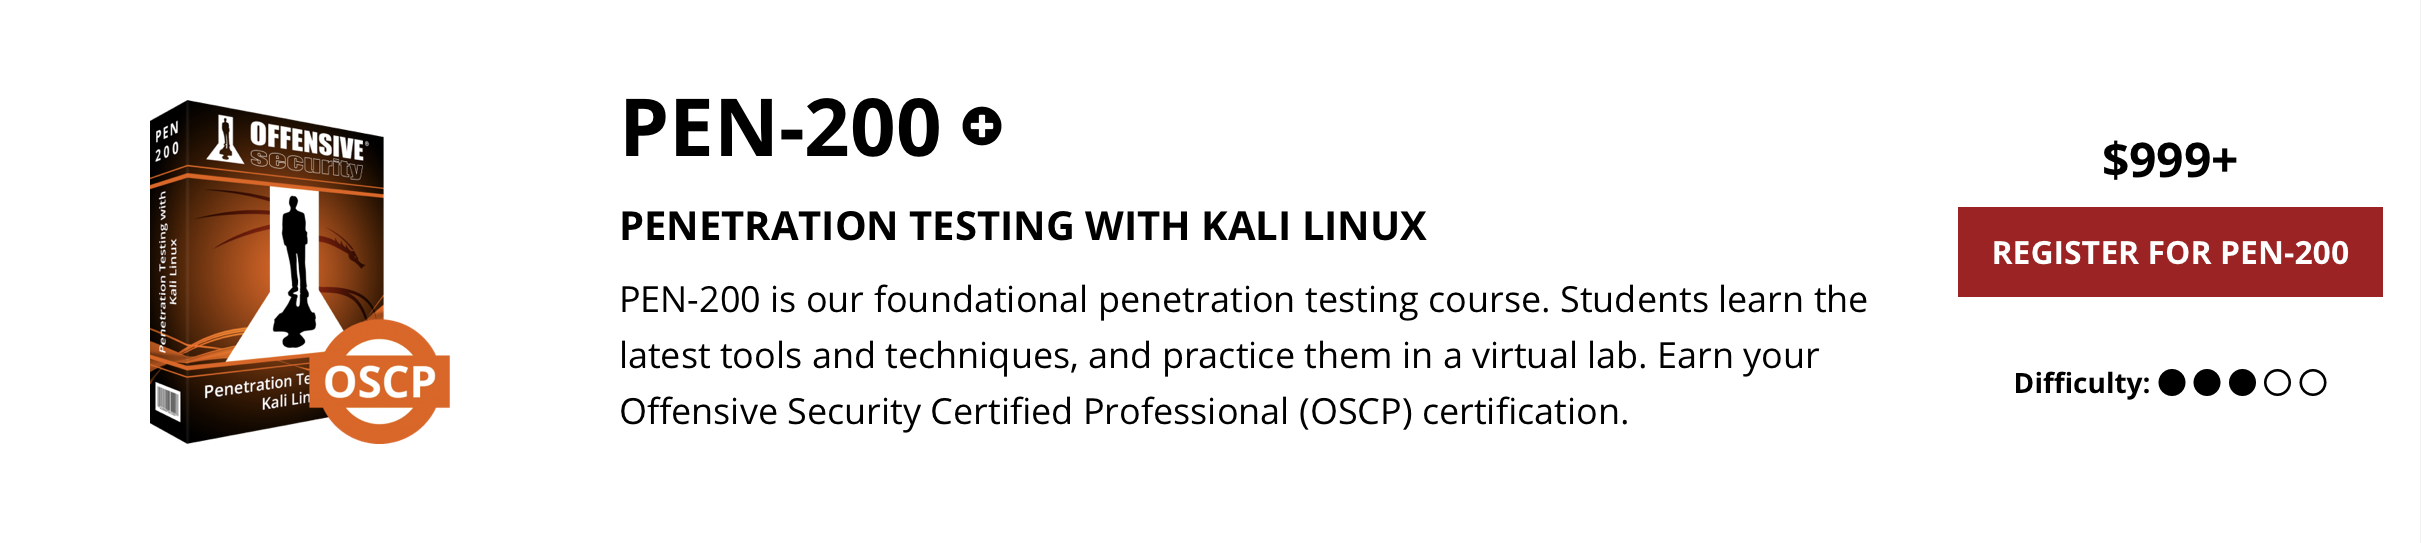 PEN
200
OFFENSIVE®
security
Penetration Testing with
Kali Linux
Penetration Te
Kali Lin
OSCP
PEN-200
PENETRATION TESTING WITH KALI LINUX
PEN-200 is our foundational penetration testing course. Students learn the
latest tools and techniques, and practice them in a virtual lab. Earn your
Offensive Security Certified Professional (OSCP) certification.
$999+
REGISTER FOR PEN-200
Difficulty: